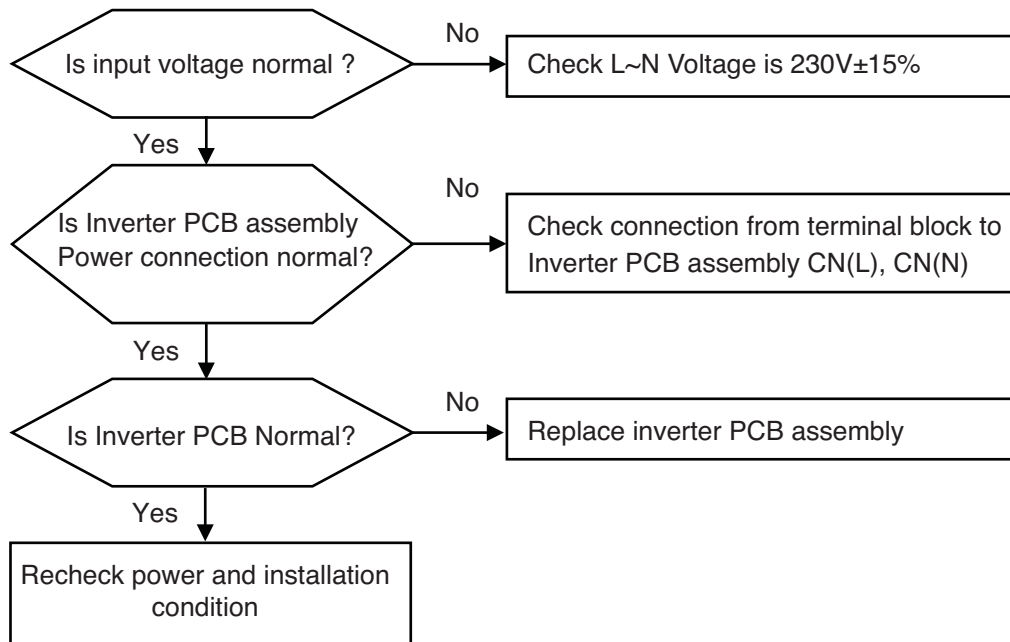 Is input voltage normal ?
No
Check L~N Voltage is 230V±15%
Yes
Is Inverter PCB assembly
Power connection normal?
No
Check connection from terminal block to
Inverter PCB assembly CN(L), CN(N)
Yes
Is Inverter PCB Normal?
No
Replace inverter PCB assembly
Yes
Recheck power and installation
condition